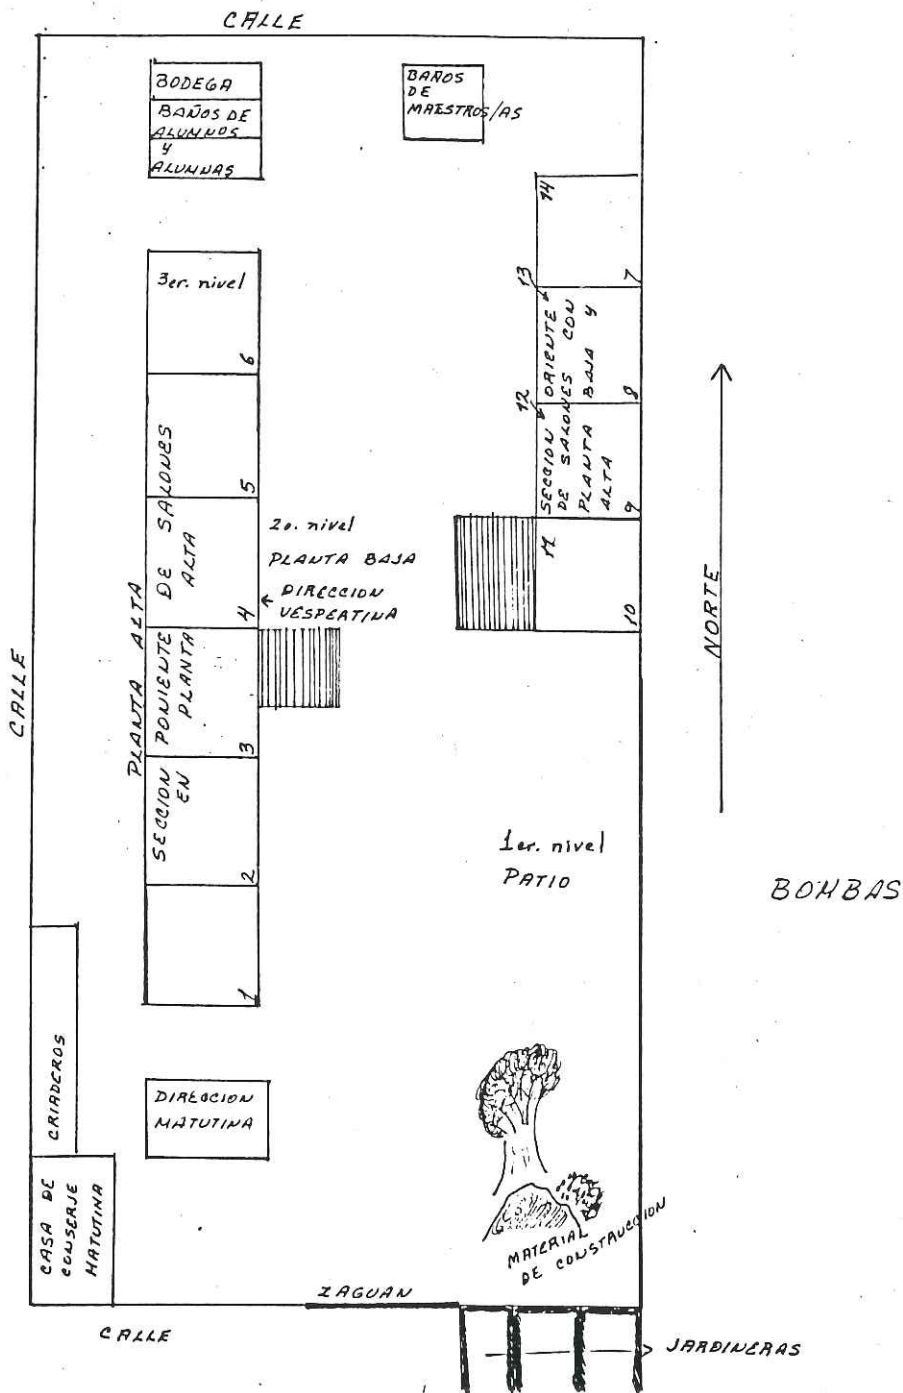 CALLE
BODEGA
BAÑOS DE
ALUMNOS
Y
ALUMNAS
BAÑOS
DE
MAESTROS/AS
14
13
7
3er. nivel
6
ORIENTE
CON
BAJA Y
8
12
SECCION
DE SALONES
PLANTA
ALTA
9
11
10
5
2o. nivel
PLANTA BAJA
← DIRECCION
VESPERTINA
4
NORTE
CALLE
PLANTA ALTA
SECCION PONIENTE DE SALONES
EN PLANTA ALTA
3
2
1
1er. nivel
PATIO
BOMBAS
CRIADEROS
DIRECCION
MATUTINA
CASA DE
CONSERJE
MATUTINA
MATERIAL
DE CONSTRUCCION
ZAGUAN
CALLE
JARDINERAS